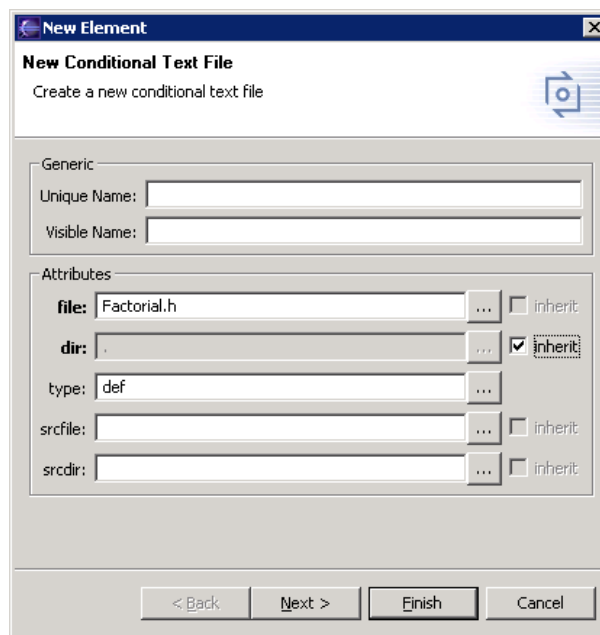 New Element
New Conditional Text File
Create a new conditional text file
Generic
Unique Name:
Visible Name:
Attributes
file: Factorial.h ... inherit
dir: . ... inherit
type: def ...
srcfile: ... inherit
srcdir: ... inherit
< Back Next > Finish Cancel